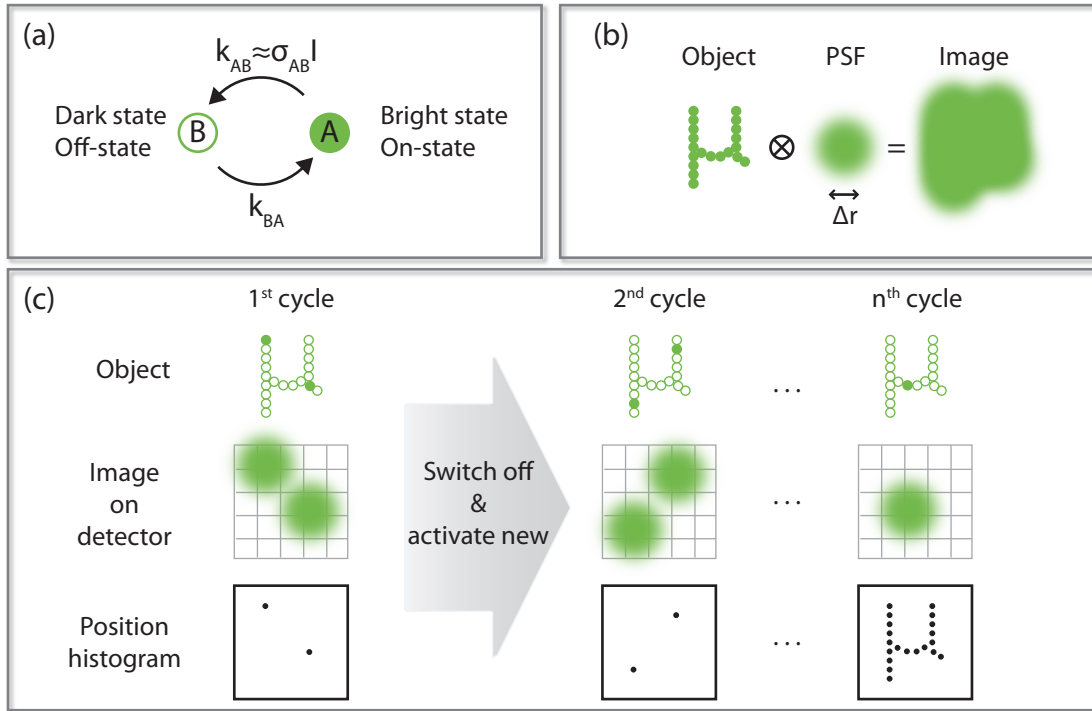 (a)
k_AB≈σ_ABI
Dark state
Off-state
B
A
Bright state
On-state
k_BA
(b)
Object
PSF
Image
⊗
=
Δr
(c)
1st cycle
2nd cycle
nth cycle
Object
...
Image
on
detector
Switch off
&
activate new
...
Position
histogram
...